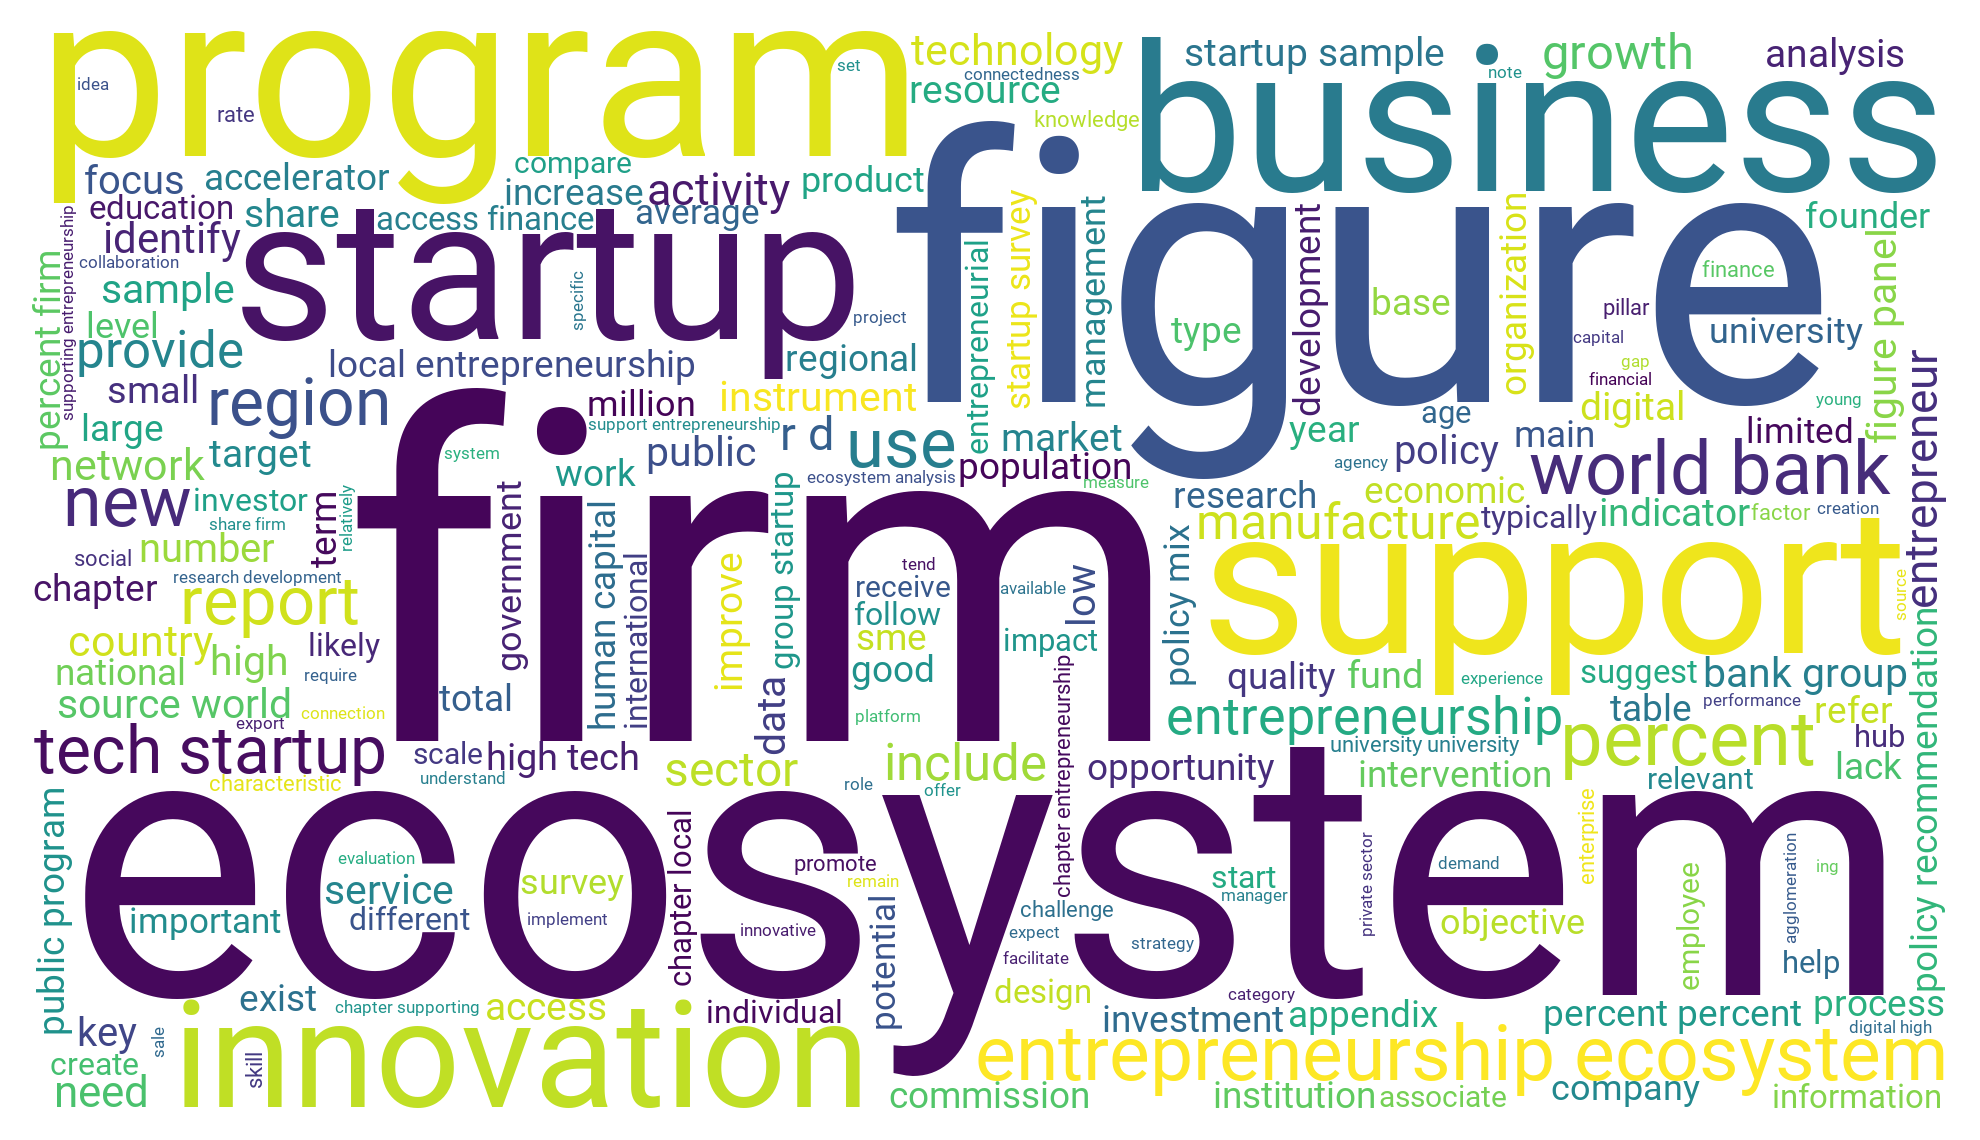 program
business
figure
firm
startup
support
ecosystem
innovation
entrepreneurship ecosystem
technology
startup sample
growth
analysis
idea
set
connectedness
note
rate
resource
knowledge
focus
accelerator
compare
increase
activity
product
education
share
access finance
average
founder
identify
collaboration
supporting entrepreneurship
percent firm
sample
level
specific
project
entrepreneurial
startup survey
management
development
organization
base
type
finance
pillar
capital
university
figure panel
gap
financial
young
provide
local entrepreneurship
regional
small
region
million
instrument
support entrepreneurship
large
r d
use
market
year
age
digital
main
limited
policy
network
target
system
work
public
population
ecosystem analysis
measure
agency
world bank
entrepreneur
new
investor
share firm
term
relatively
research
economic
manufacture
typically
indicator
factor
creation
number
social
research development
chapter
report
government
human capital
international
improve
group startup
tend
receive
available
follow
low
policy mix
source
country
likely
sme
impact
national
high
require
good
quality
fund
experience
suggest
bank group
source world
connection
total
data
platform
export
chapter entrepreneurship
entrepreneurship
table
performance
refer
percent
hub
policy recommendation
tech startup
scale
high tech
understand
characteristic
sector
role
include
offer
opportunity
university university
intervention
relevant
lack
public program
evaluation
service
survey
chapter local
promote
remain
start
manager
private sector
demand
enterprise
employee
agglomeration
ing
important
different
implement
innovative
potential
challenge
expect
facilitate
strategy
objective
help
exist
chapter supporting
access
individual
design
category
investment
appendix
percent percent
process
digital high
key
sale
create
skill
need
commission
institution
associate
company
information